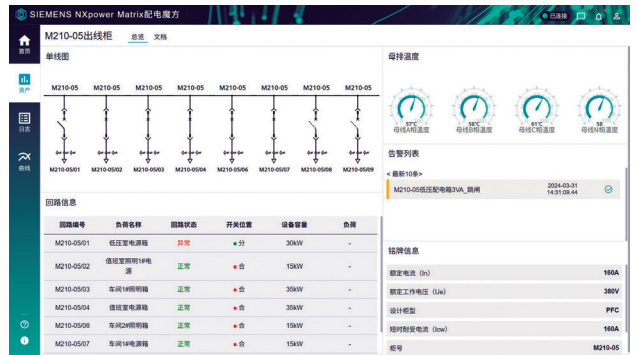 SIEMENS NXpower Matrix配电魔方
已连接
首页
资产
日志
曲线
M210-05出线柜 总览 文档
单线图
M210-05 M210-05 M210-05 M210-05 M210-05 M210-05 M210-05 M210-05
M210-05/01 M210-05/02 M210-05/03 M210-05/04 M210-05/06 M210-05/07 M210-05/08 M210-05/09
回路信息
回路编号 负荷名称 回路状态 开关位置 设备容量 负荷
M210-05/01 低压室电源箱 异常 分 30kW -
M210-05/02 值班室照明1#电源 正常 合 15kW -
M210-05/03 车间1#照明箱 正常 合 35kW -
M210-05/04 值班室电源箱 正常 合 35kW -
M210-05/06 车间2#照明箱 正常 合 15kW -
M210-05/07 车间1#电源箱 正常 合 15kW -
母排温度
57℃ 58℃ 61℃ 58
母线A相温度 母线B相温度 母线C相温度 母线N相温度
告警列表
< 最新10条>
M210-05低压配电箱3VA_跳闸 2024-03-31
14:31:09.44
铭牌信息
额定电流（In） 160A
额定工作电压（Ue） 380V
设计柜型 PFC
短时耐受电流（Icw） 160A
柜号 M210-05